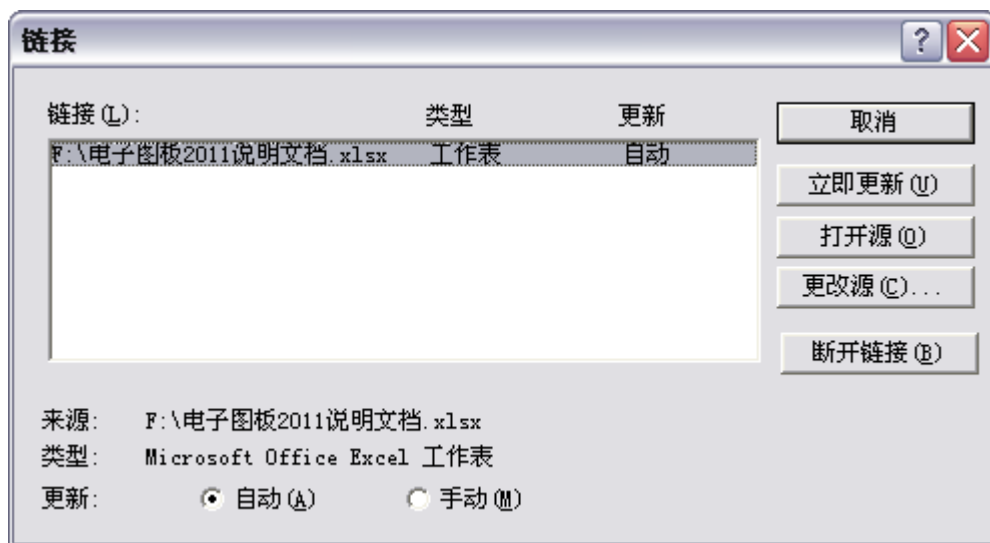 链接
链接(L): 类型 更新
F:\电子图板2011说明文档.xlsx 工作表 自动
取消
立即更新(U)
打开源(O)
更改源(C)...
断开链接(B)
来源: F:\电子图板2011说明文档.xlsx
类型: Microsoft Office Excel 工作表
更新: 自动(A) 手动(M)